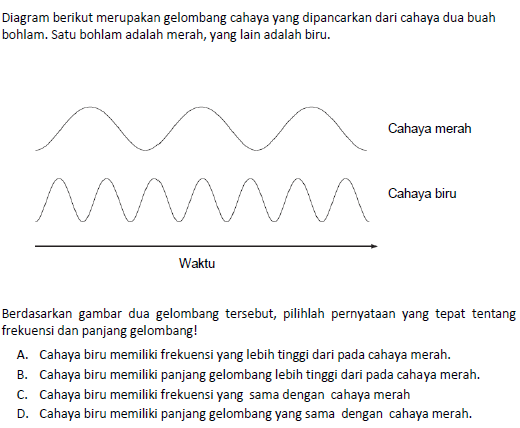 Diagram berikut merupakan gelombang cahaya yang dipancarkan dari cahaya dua buah
bohlam. Satu bohlam adalah merah, yang lain adalah biru.
Cahaya merah
Cahaya biru
Waktu
Berdasarkan gambar dua gelombang tersebut, pilihlah pernyataan yang tepat tentang
frekuensi dan panjang gelombang!
A. Cahaya biru memiliki frekuensi yang lebih tinggi dari pada cahaya merah.
B. Cahaya biru memiliki panjang gelombang lebih tinggi dari pada cahaya merah.
C. Cahaya biru memiliki frekuensi yang sama dengan cahaya merah
D. Cahaya biru memiliki panjang gelombang yang sama dengan cahaya merah.